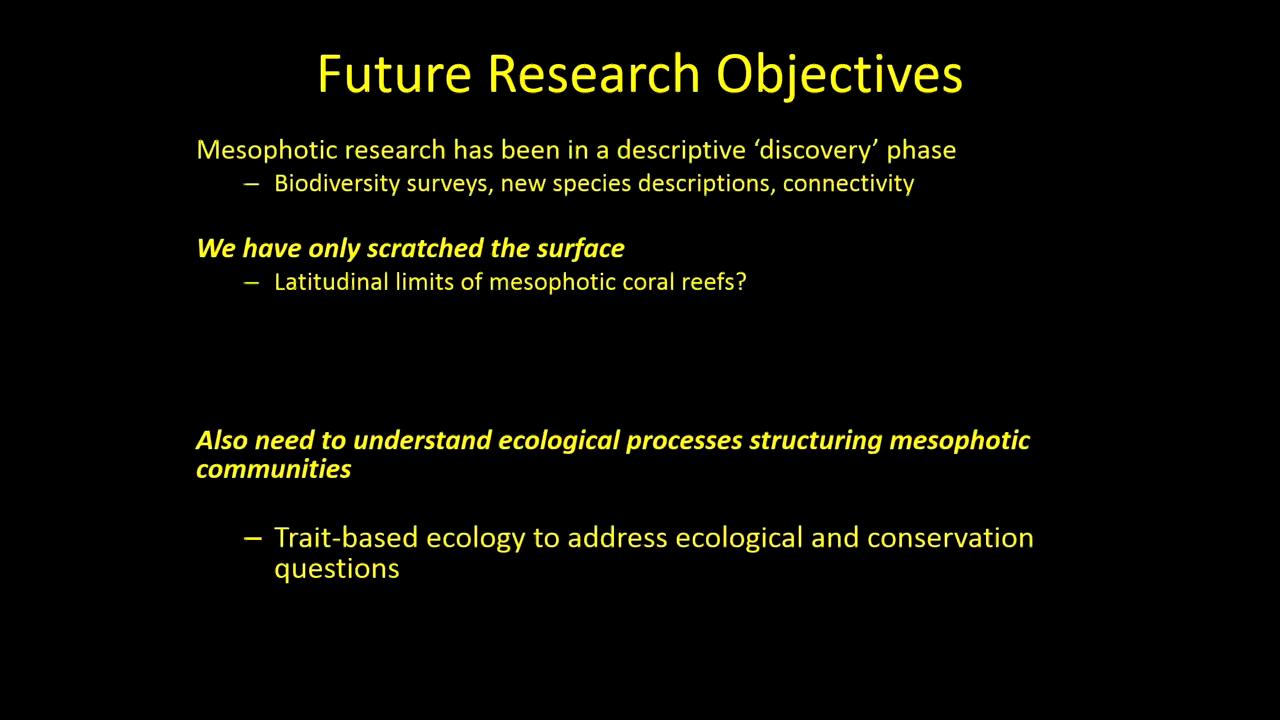 Future Research Objectives
Mesophotic research has been in a descriptive ‘discovery’ phase
– Biodiversity surveys, new species descriptions, connectivity
We have only scratched the surface
– Latitudinal limits of mesophotic coral reefs?
Also need to understand ecological processes structuring mesophotic
communities
– Trait-based ecology to address ecological and conservation
questions